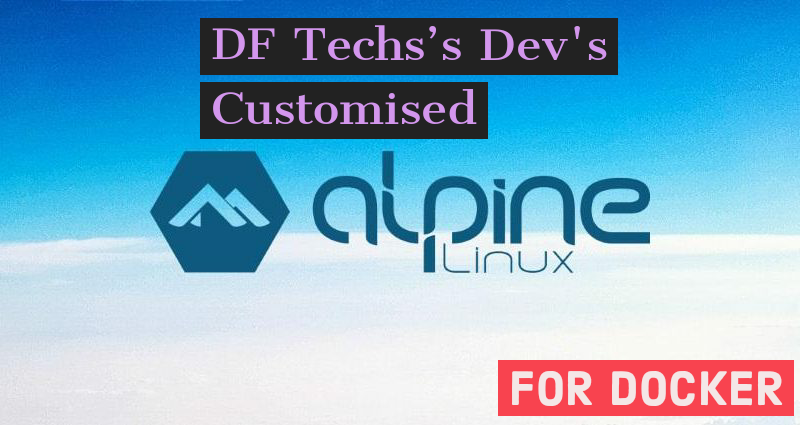 DF Techs’s Dev's
Customised
alpine
Linux
FOR DOCKER